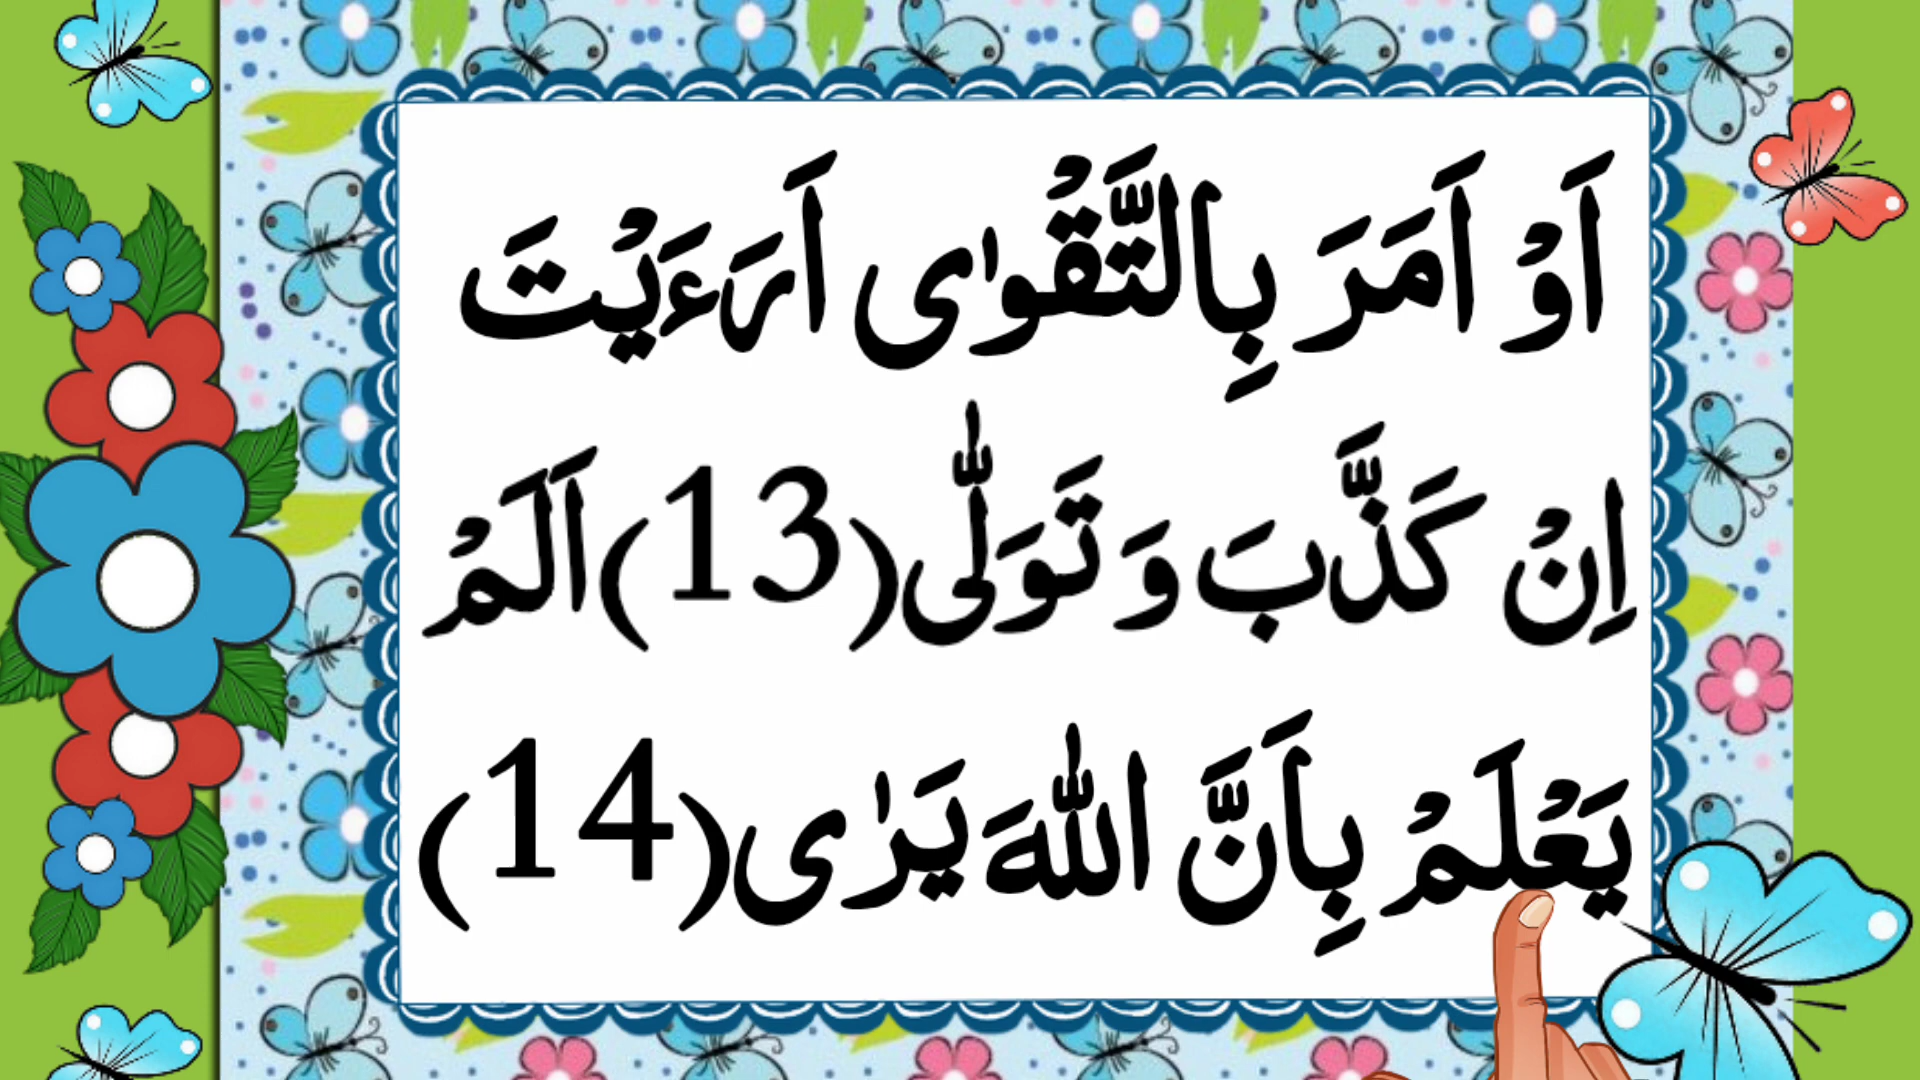 اَوْ اَمَرَ بِالتَّقْوٰى اَرَءَیْتَ
اِنْ كَذَّبَ وَ تَوَلّٰى(13)اَلَمْ
یَعْلَمْ بِاَنَّ اللّٰهَ یَرٰى(14)